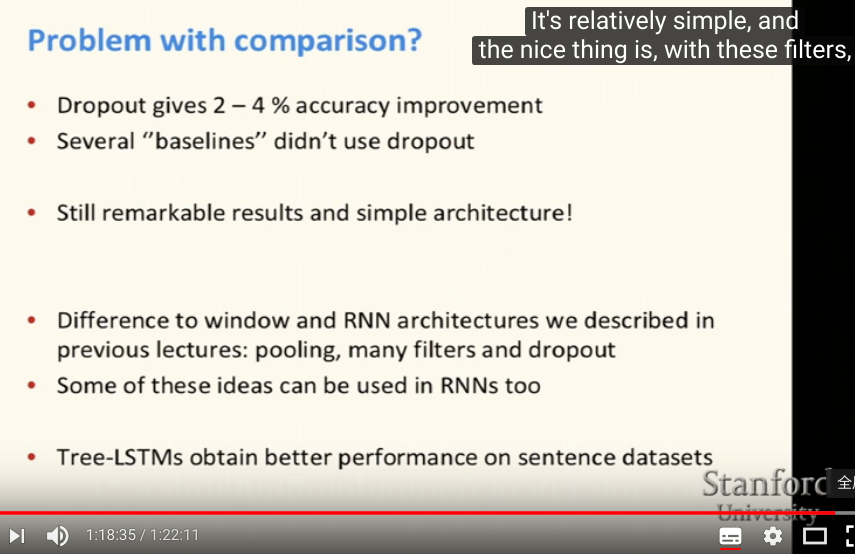 Problem with comparison?
It's relatively simple, and
the nice thing is, with these filters,
• Dropout gives 2 – 4 % accuracy improvement
• Several “baselines” didn’t use dropout
• Still remarkable results and simple architecture!
• Difference to window and RNN architectures we described in
previous lectures: pooling, many filters and dropout
• Some of these ideas can be used in RNNs too
• Tree-LSTMs obtain better performance on sentence datasets
Stanford
University
1:18:35 / 1:22:11